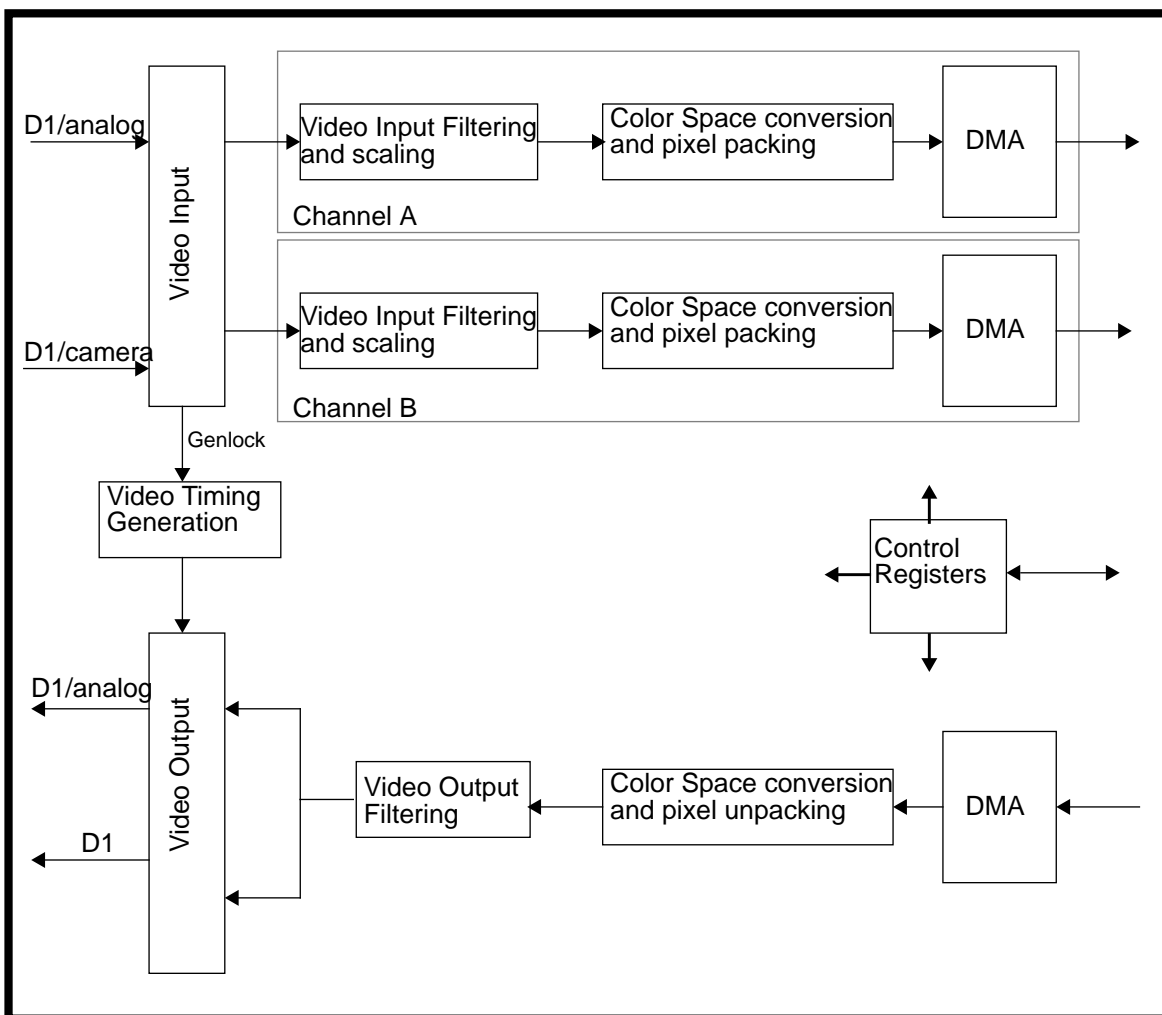 D1/analog
Video Input
Video Input Filtering
and scaling
Color Space conversion
and pixel packing
DMA
Channel A
D1/camera
Video Input Filtering
and scaling
Color Space conversion
and pixel packing
DMA
Channel B
Genlock
Video Timing
Generation
Control
Registers
D1/analog
D1
Video Output
Video Output
Filtering
Color Space conversion
and pixel unpacking
DMA